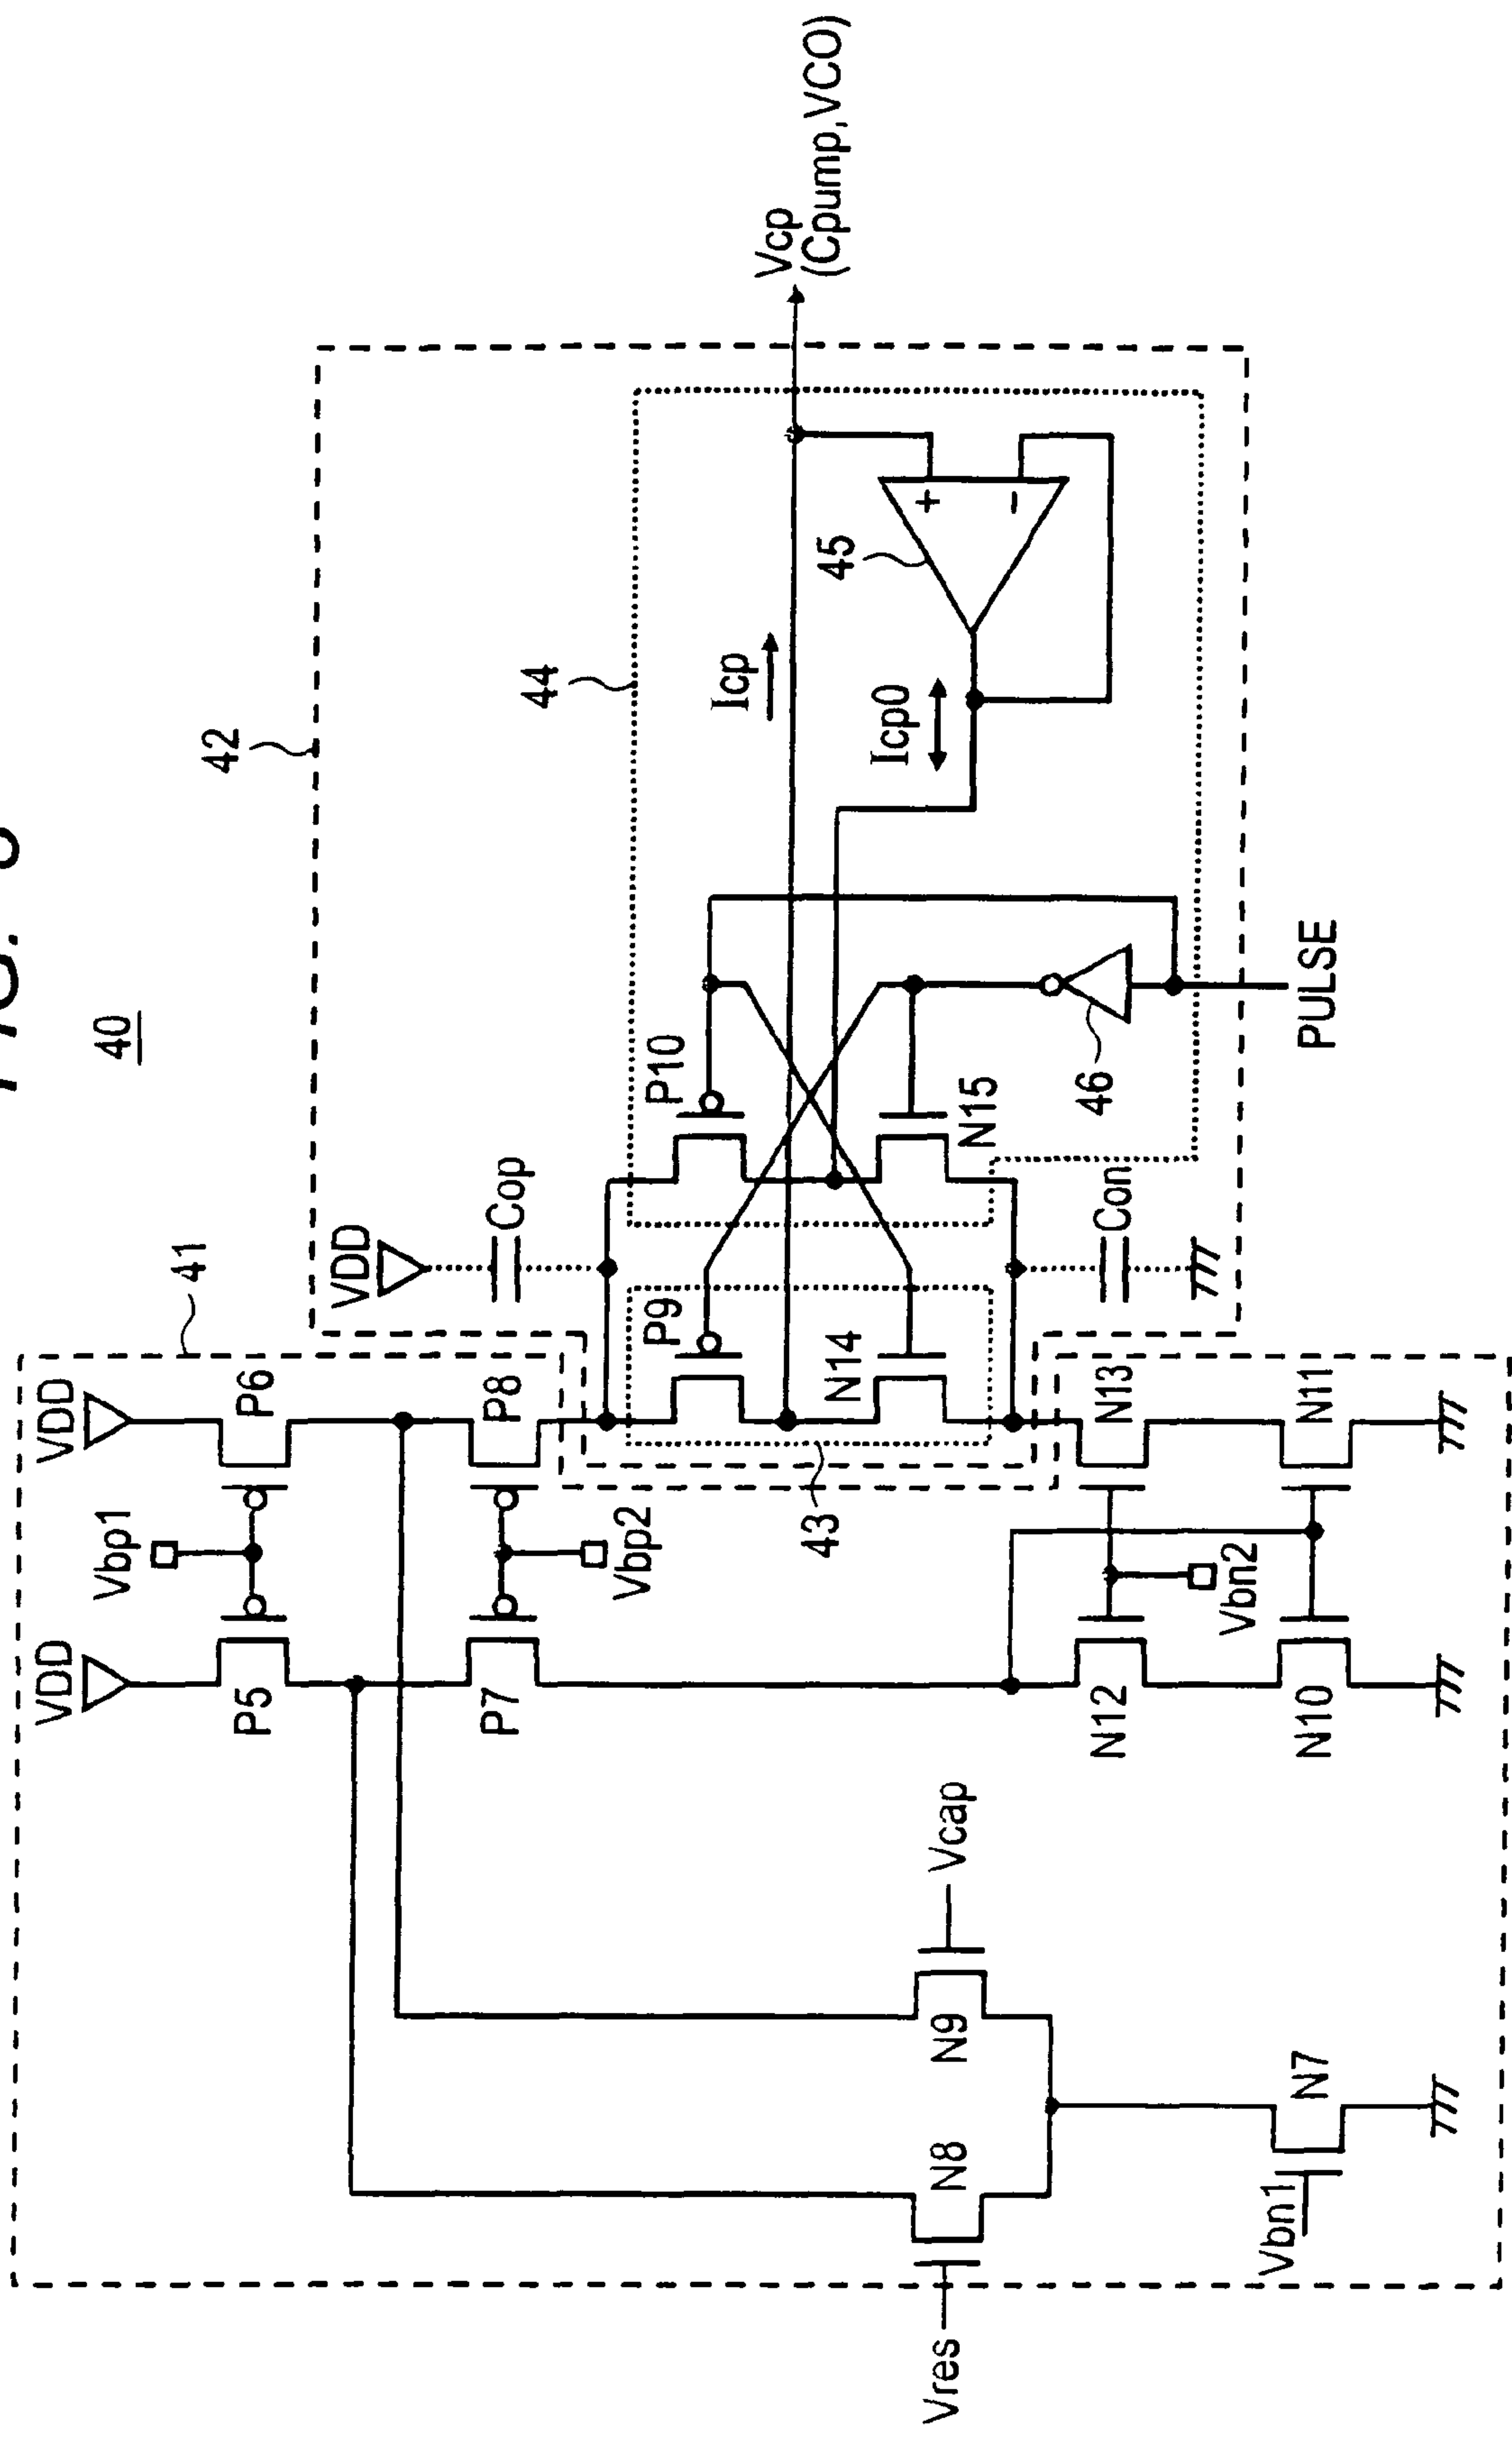 40
41
42
VDD
VDD
VDD
Vbp1
P5
P6
P7
P8
Vbp2
Cop
44
P9
P10
Icp
Vcp
(Cpump,VCO)
Icp0
45
+
−
43
N14
N15
46
Con
PULSE
Vres
N8
N9
Vcap
N12
N13
Vbn2
N10
N11
Vbn1
N7